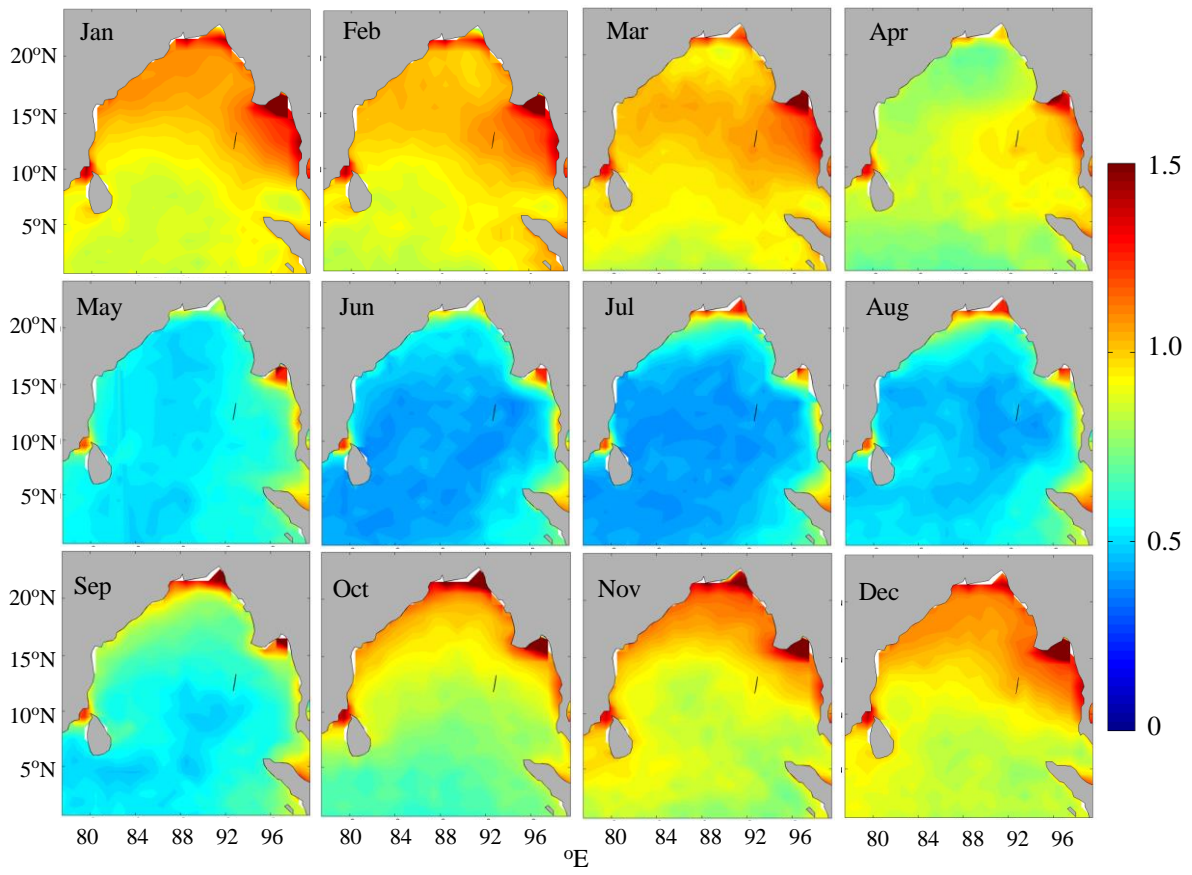 Jan Feb Mar Apr
20ºN
15ºN
10ºN
5ºN
1.5
May Jun Jul Aug
20ºN
15ºN
10ºN
5ºN
1.0
0.5
Sep Oct Nov Dec
20ºN
15ºN
10ºN
5ºN
0
80 84 88 92 96 80 84 88 92 96 80 84 88 92 96 80 84 88 92 96
ºE